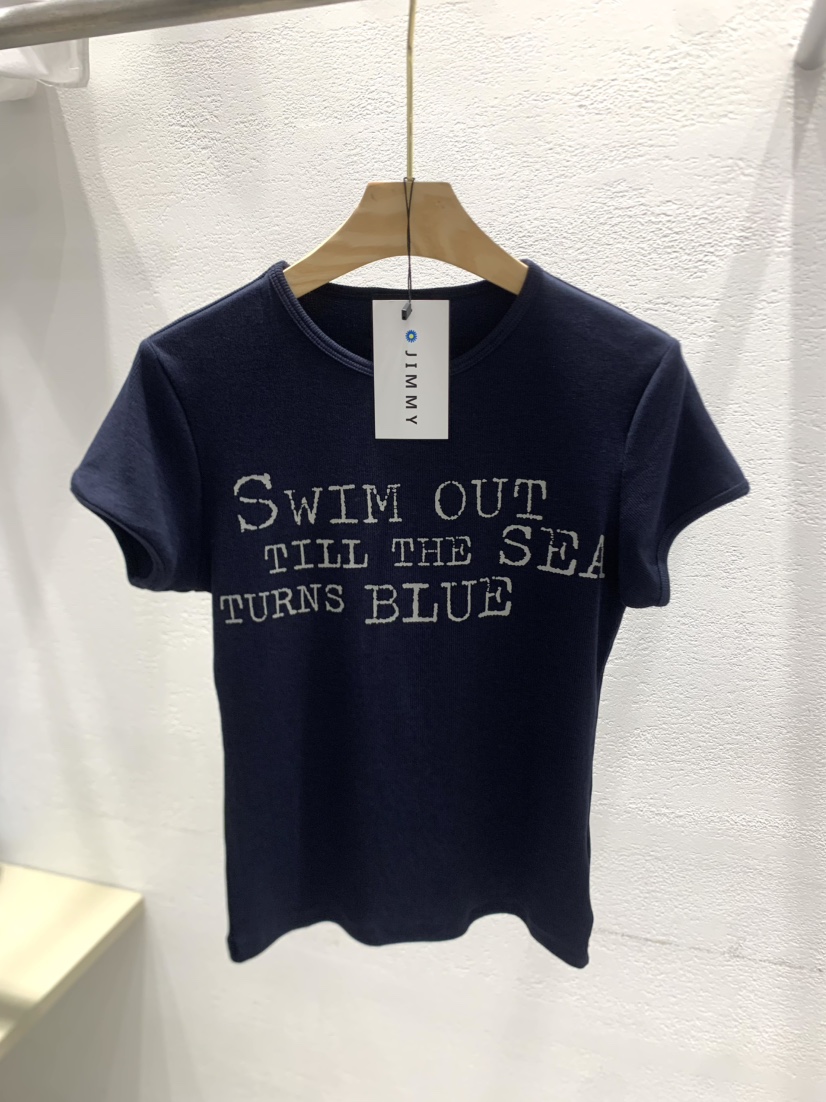 JIMMY
SWIM OUT
TILL THE SEA
TURNS BLUE